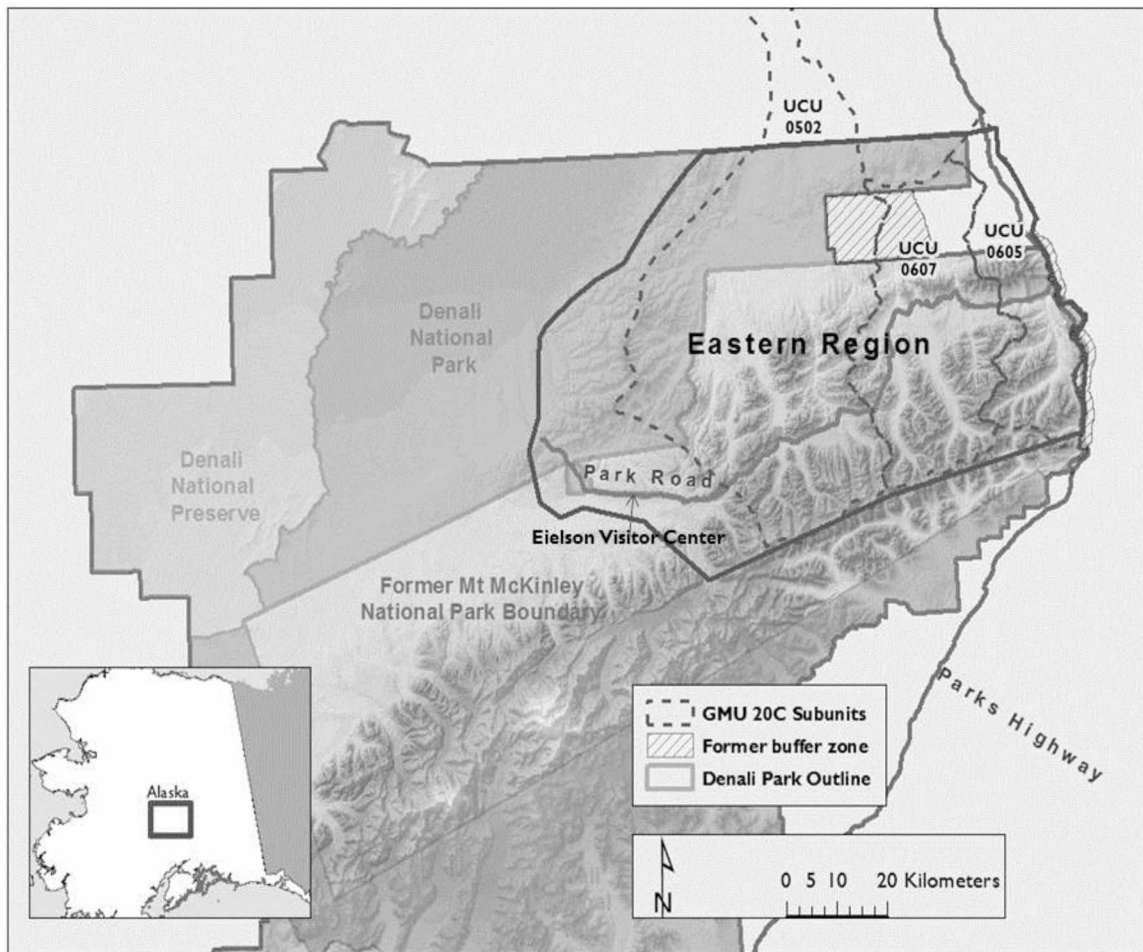 UCU
0502
UCU
0605
UCU
0607
Denali
National
Park
Eastern Region
Denali
National
Preserve
Park Road
Eielson Visitor Center
Former Mt McKinley
National Park Boundary
Parks Highway
GMU 20C Subunits
Former buffer zone
Denali Park Outline
Alaska
N
0 5 10 20 Kilometers